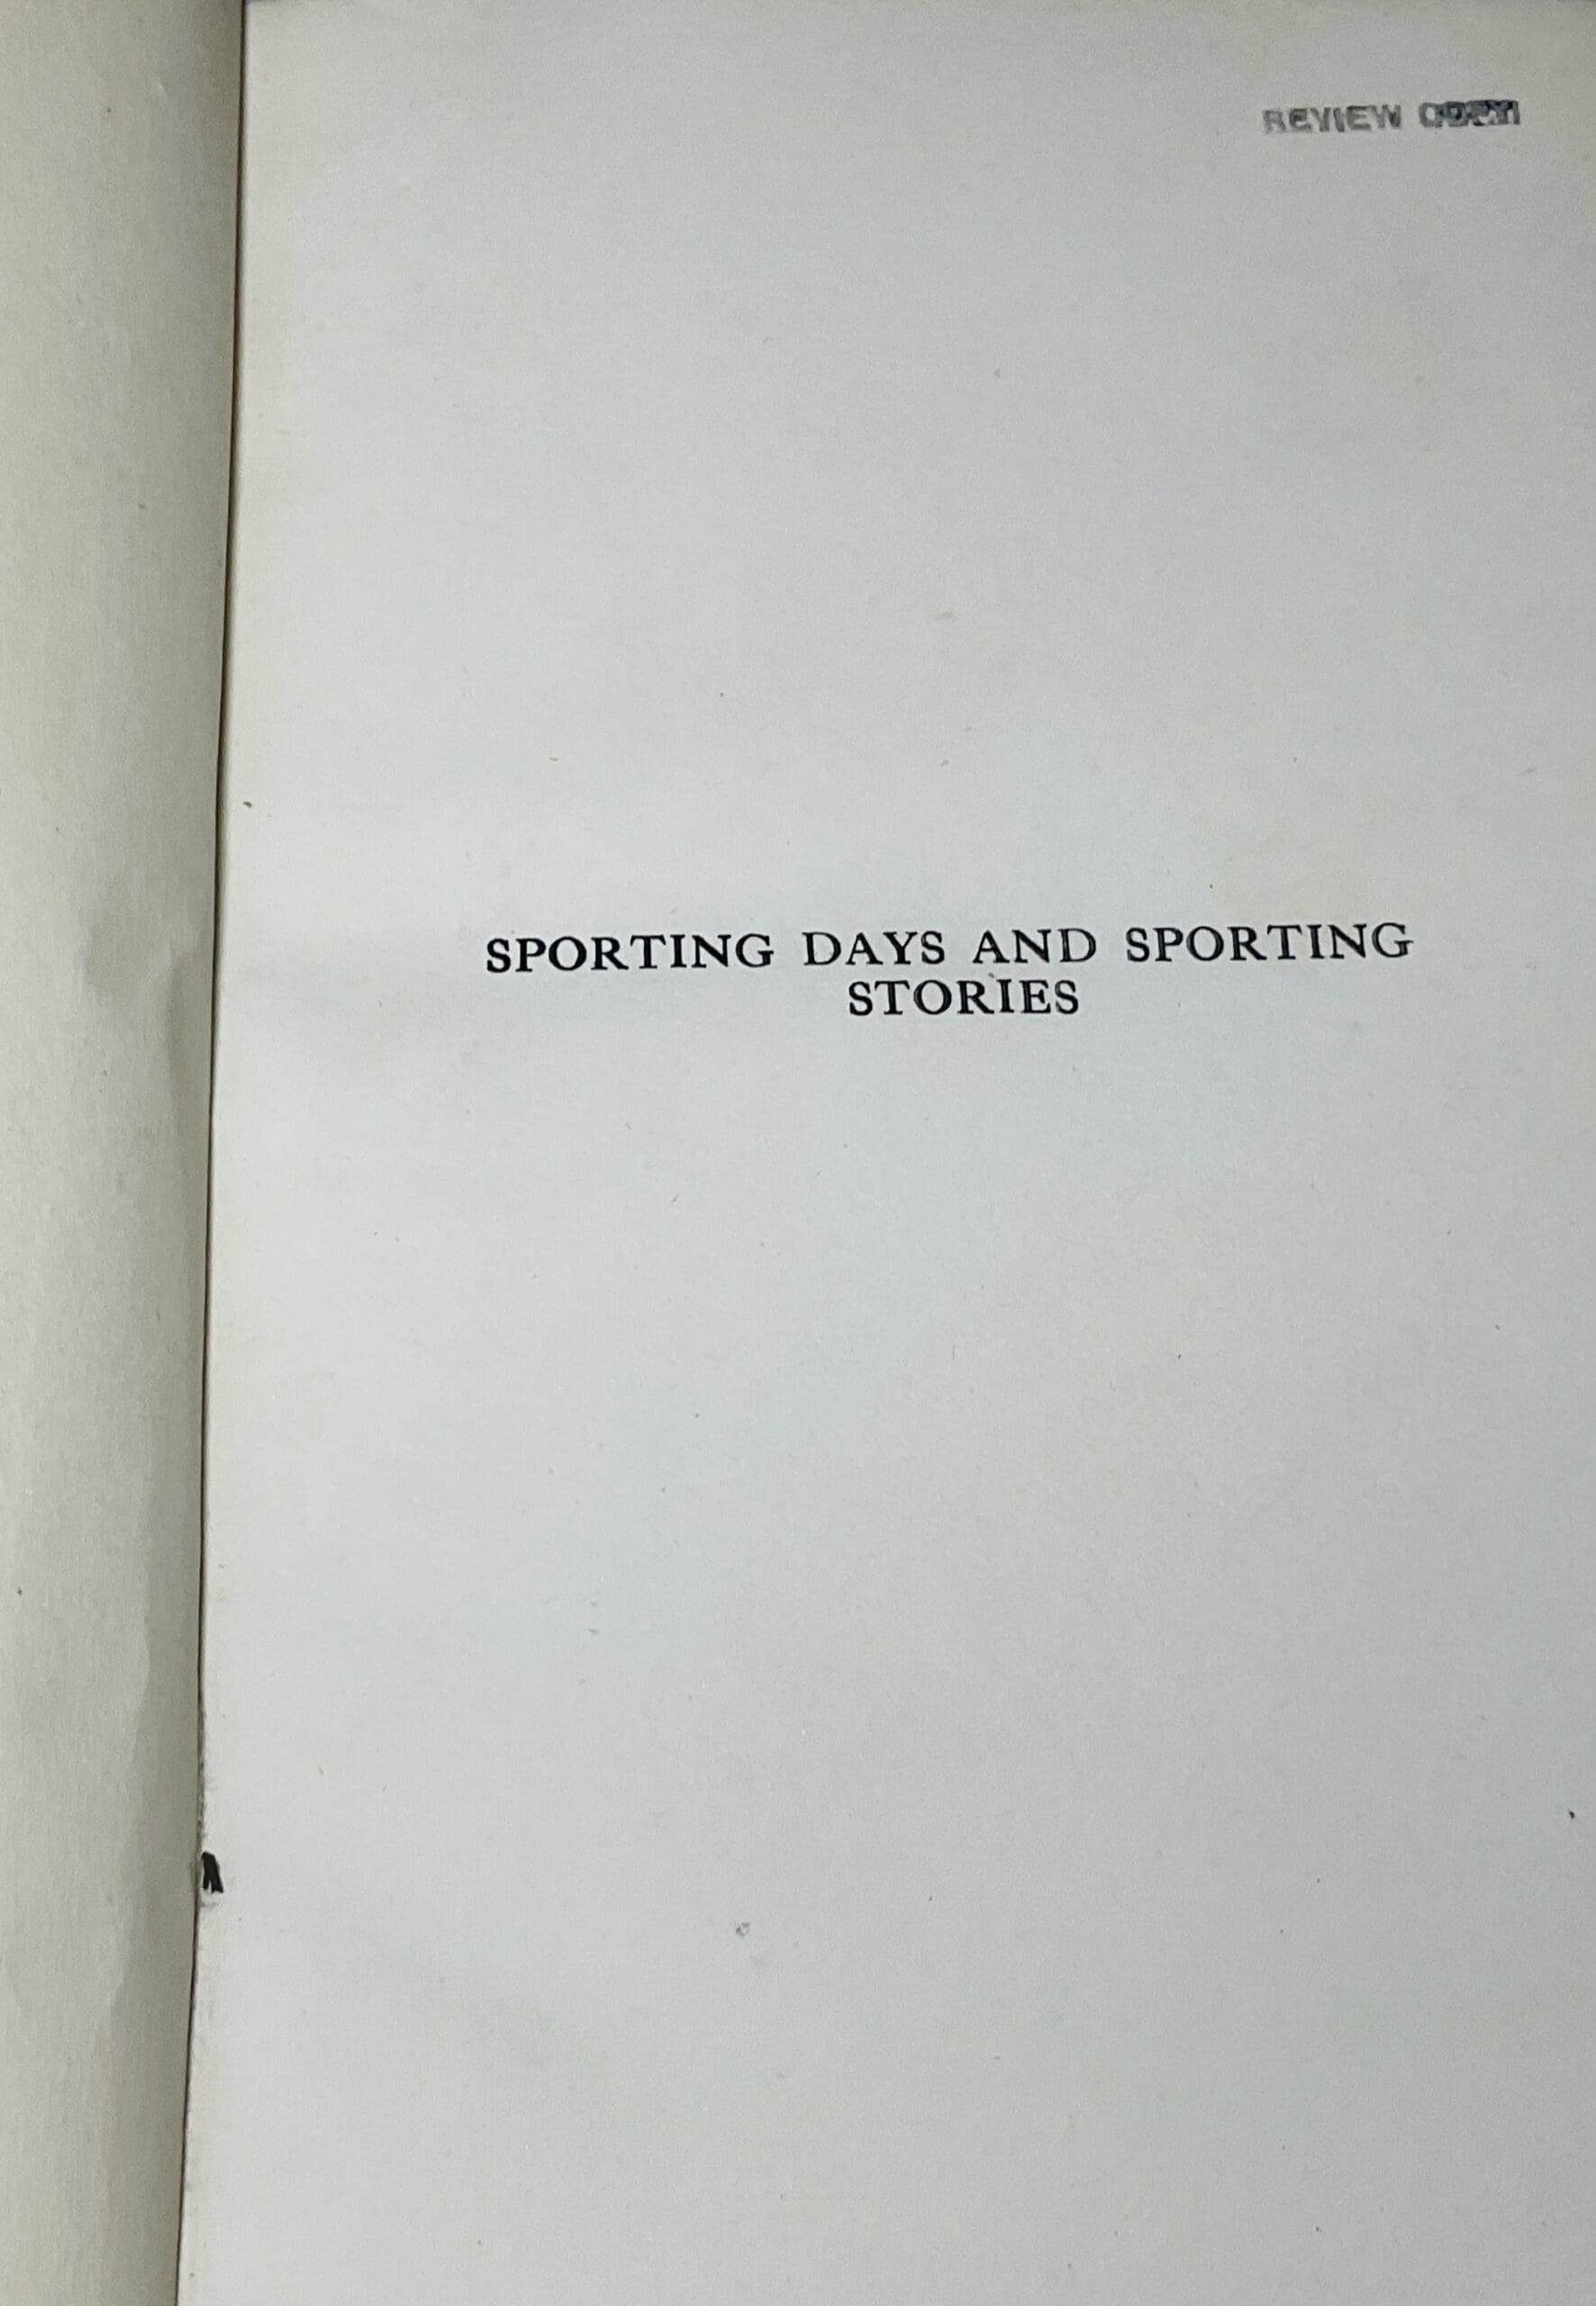 REVIEW
SPORTING DAYS AND SPORTING
STORIES